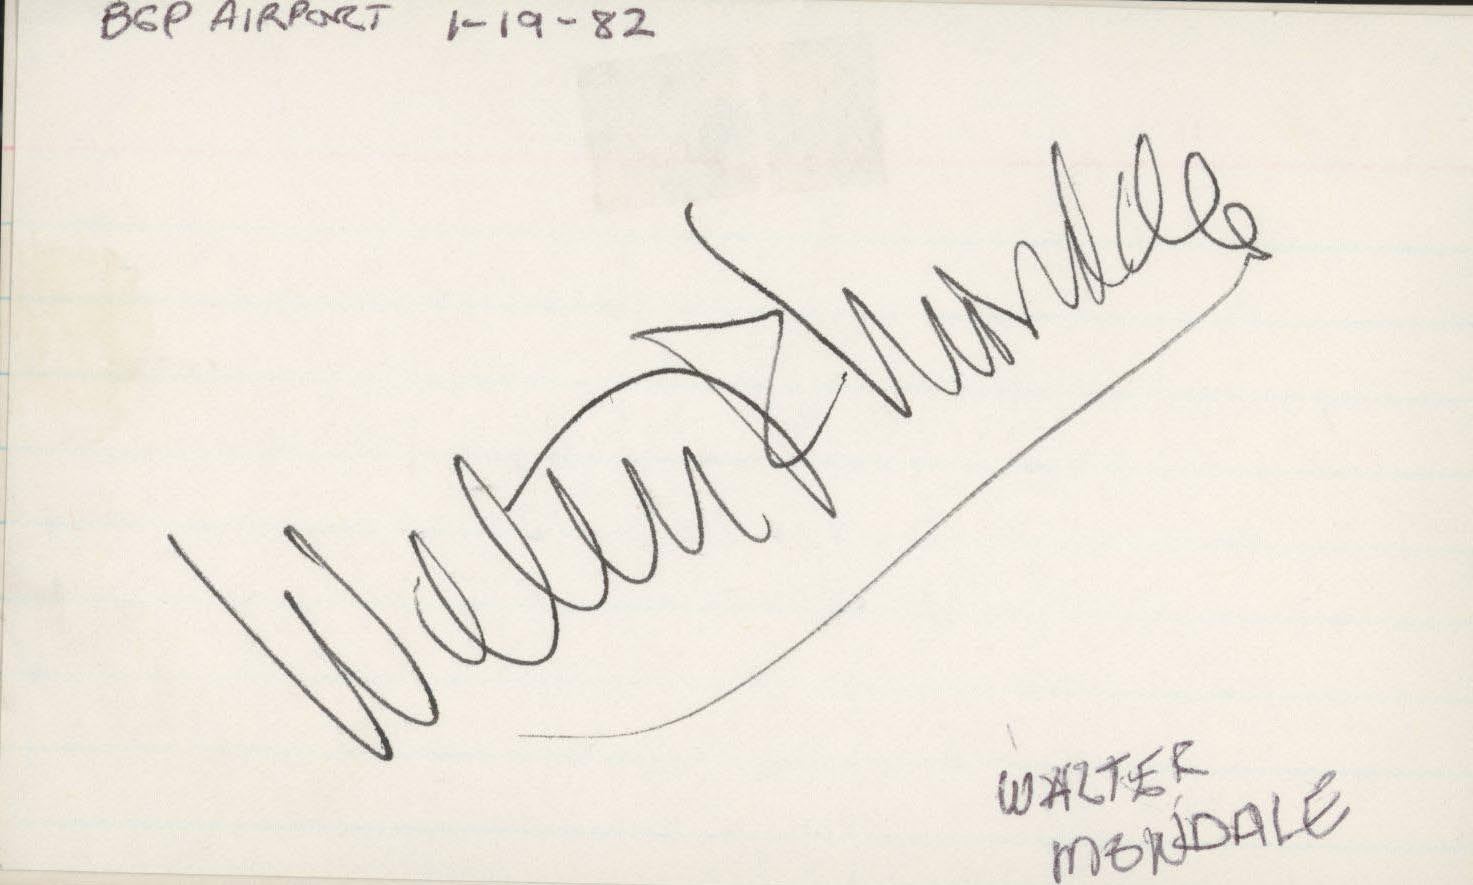 BGP AIRPORT 1-19-82
Walter F Mondale
WALTER
MONDALE